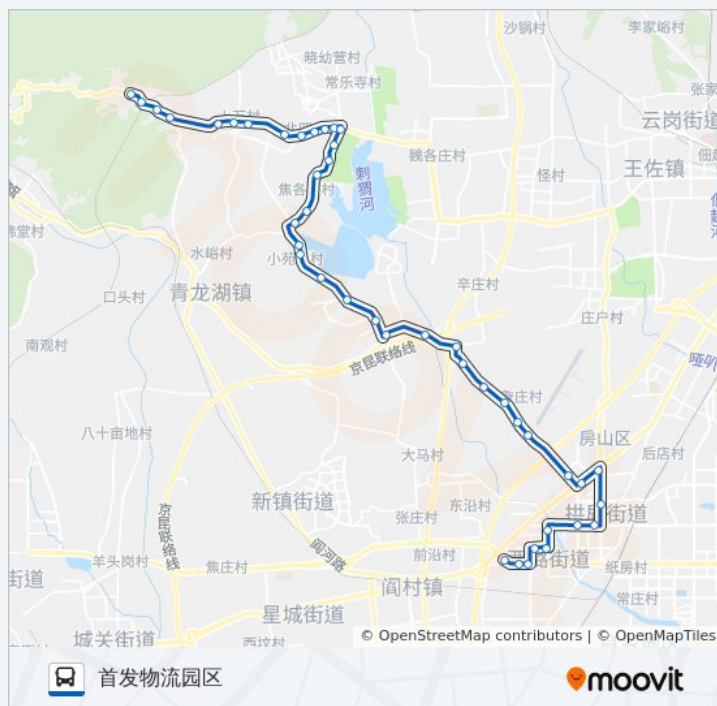 沙锅村
李家峪村
晓幼营村
常乐寺村
云岗街道
魏各庄村
怪村
王佐镇
刺猬河
焦各庄村
水峪村
小苑上村
辛庄村
口头村
青龙湖镇
庄户村
南观村
京昆联络线
八十亩地村
房山区
后店村
大马村
新镇街道
东沿村
拱辰街道
张庄村
京昆联络线
阎河路
羊头岗村
前沿村
西潞街道
焦庄村
纸房村
街道
阎村镇
常庄村
星城街道
城关街道
西坟村
© OpenStreetMap contributors | © OpenMapTiles
首发物流园区
moovit